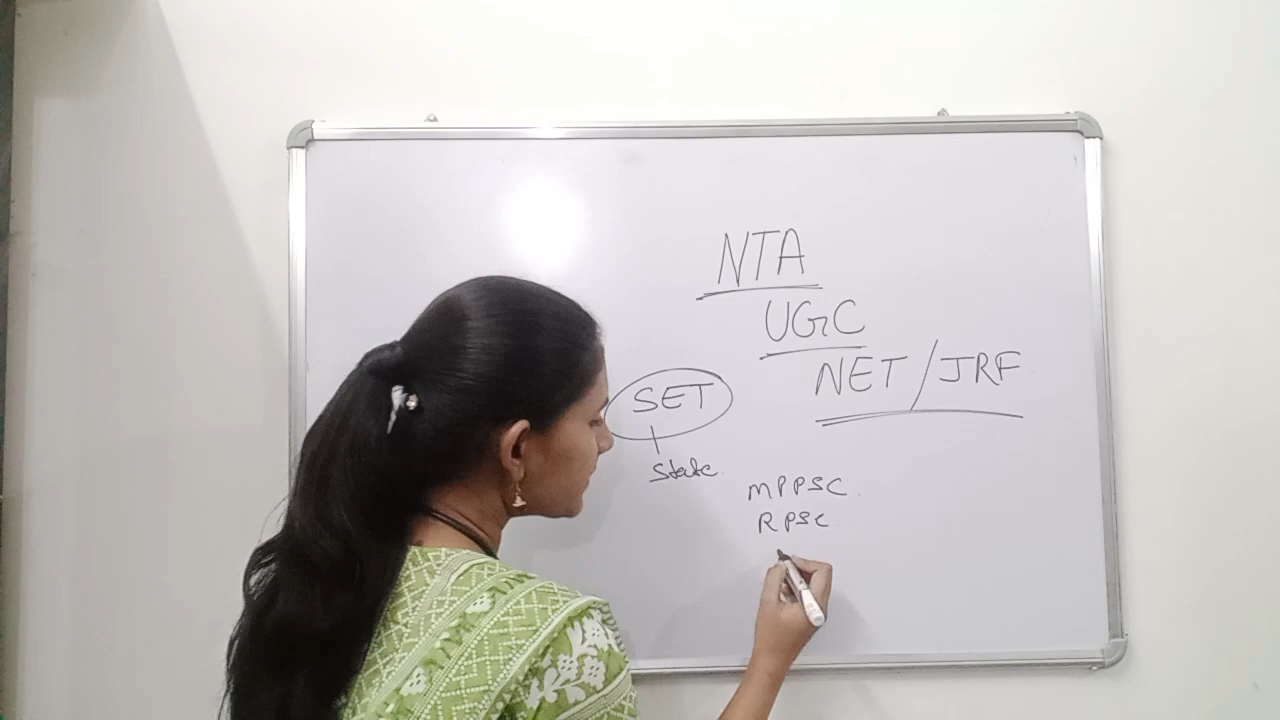 NTA
UGC
NET/JRF
SET
State
MPPSC
RPSC